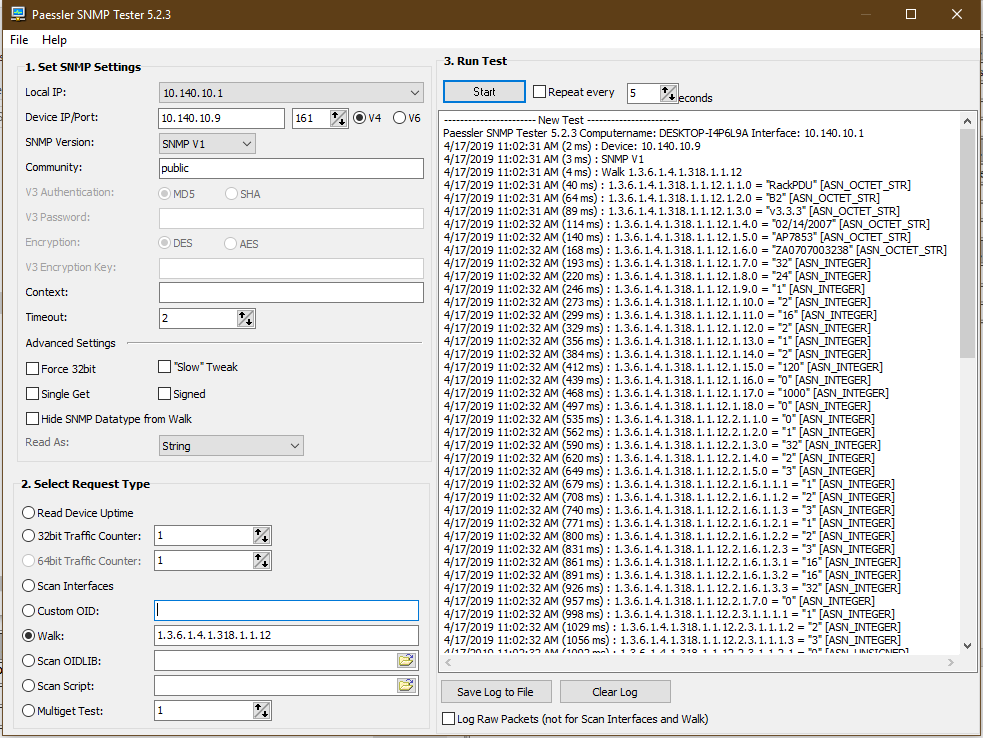 Paessler SNMP Tester 5.2.3
File Help
1. Set SNMP Settings
Local IP: 10.140.10.1
Device IP/Port: 10.140.10.9 161 V4 V6
SNMP Version: SNMP V1
Community: public
V3 Authentication: MD5 SHA
V3 Password:
Encryption: DES AES
V3 Encryption Key:
Context:
Timeout: 2
Advanced Settings
Force 32bit "Slow" Tweak
Single Get Signed
Hide SNMP Datatype from Walk
Read As: String
2. Select Request Type
Read Device Uptime
32bit Traffic Counter: 1
64bit Traffic Counter: 1
Scan Interfaces
Custom OID:
Walk: 1.3.6.1.4.1.318.1.1.12
Scan OIDLIB:
Scan Script:
Multiget Test: 1
3. Run Test
Start Repeat every 5 econds
----------------------- New Test -----------------------
Paessler SNMP Tester 5.2.3 Computername: DESKTOP-I4P6L9A Interface: 10.140.10.1
4/17/2019 11:02:31 AM (2 ms) : Device: 10.140.10.9
4/17/2019 11:02:31 AM (3 ms) : SNMP V1
4/17/2019 11:02:31 AM (4 ms) : Walk 1.3.6.1.4.1.318.1.1.12
4/17/2019 11:02:31 AM (40 ms) : 1.3.6.1.4.1.318.1.1.12.1.1.0 = "RackPDU" [ASN_OCTET_STR]
4/17/2019 11:02:31 AM (64 ms) : 1.3.6.1.4.1.318.1.1.12.1.2.0 = "B2" [ASN_OCTET_STR]
4/17/2019 11:02:31 AM (89 ms) : 1.3.6.1.4.1.318.1.1.12.1.3.0 = "v3.3.3" [ASN_OCTET_STR]
4/17/2019 11:02:32 AM (114 ms) : 1.3.6.1.4.1.318.1.1.12.1.4.0 = "02/14/2007" [ASN_OCTET_STR]
4/17/2019 11:02:32 AM (140 ms) : 1.3.6.1.4.1.318.1.1.12.1.5.0 = "AP7853" [ASN_OCTET_STR]
4/17/2019 11:02:32 AM (168 ms) : 1.3.6.1.4.1.318.1.1.12.1.6.0 = "ZA0707003238" [ASN_OCTET_STR]
4/17/2019 11:02:32 AM (193 ms) : 1.3.6.1.4.1.318.1.1.12.1.7.0 = "32" [ASN_INTEGER]
4/17/2019 11:02:32 AM (220 ms) : 1.3.6.1.4.1.318.1.1.12.1.8.0 = "24" [ASN_INTEGER]
4/17/2019 11:02:32 AM (246 ms) : 1.3.6.1.4.1.318.1.1.12.1.9.0 = "1" [ASN_INTEGER]
4/17/2019 11:02:32 AM (273 ms) : 1.3.6.1.4.1.318.1.1.12.1.10.0 = "2" [ASN_INTEGER]
4/17/2019 11:02:32 AM (299 ms) : 1.3.6.1.4.1.318.1.1.12.1.11.0 = "16" [ASN_INTEGER]
4/17/2019 11:02:32 AM (329 ms) : 1.3.6.1.4.1.318.1.1.12.1.12.0 = "2" [ASN_INTEGER]
4/17/2019 11:02:32 AM (356 ms) : 1.3.6.1.4.1.318.1.1.12.1.13.0 = "1" [ASN_INTEGER]
4/17/2019 11:02:32 AM (384 ms) : 1.3.6.1.4.1.318.1.1.12.1.14.0 = "2" [ASN_INTEGER]
4/17/2019 11:02:32 AM (412 ms) : 1.3.6.1.4.1.318.1.1.12.1.15.0 = "120" [ASN_INTEGER]
4/17/2019 11:02:32 AM (439 ms) : 1.3.6.1.4.1.318.1.1.12.1.16.0 = "0" [ASN_INTEGER]
4/17/2019 11:02:32 AM (468 ms) : 1.3.6.1.4.1.318.1.1.12.1.17.0 = "1000" [ASN_INTEGER]
4/17/2019 11:02:32 AM (497 ms) : 1.3.6.1.4.1.318.1.1.12.1.18.0 = "0" [ASN_INTEGER]
4/17/2019 11:02:32 AM (535 ms) : 1.3.6.1.4.1.318.1.1.12.2.1.1.0 = "0" [ASN_INTEGER]
4/17/2019 11:02:32 AM (562 ms) : 1.3.6.1.4.1.318.1.1.12.2.1.2.0 = "1" [ASN_INTEGER]
4/17/2019 11:02:32 AM (590 ms) : 1.3.6.1.4.1.318.1.1.12.2.1.3.0 = "32" [ASN_INTEGER]
4/17/2019 11:02:32 AM (620 ms) : 1.3.6.1.4.1.318.1.1.12.2.1.4.0 = "2" [ASN_INTEGER]
4/17/2019 11:02:32 AM (649 ms) : 1.3.6.1.4.1.318.1.1.12.2.1.5.0 = "3" [ASN_INTEGER]
4/17/2019 11:02:32 AM (679 ms) : 1.3.6.1.4.1.318.1.1.12.2.1.6.1.1.1 = "1" [ASN_INTEGER]
4/17/2019 11:02:32 AM (708 ms) : 1.3.6.1.4.1.318.1.1.12.2.1.6.1.1.2 = "2" [ASN_INTEGER]
4/17/2019 11:02:32 AM (740 ms) : 1.3.6.1.4.1.318.1.1.12.2.1.6.1.1.3 = "3" [ASN_INTEGER]
4/17/2019 11:02:32 AM (771 ms) : 1.3.6.1.4.1.318.1.1.12.2.1.6.1.2.1 = "1" [ASN_INTEGER]
4/17/2019 11:02:32 AM (800 ms) : 1.3.6.1.4.1.318.1.1.12.2.1.6.1.2.2 = "2" [ASN_INTEGER]
4/17/2019 11:02:32 AM (831 ms) : 1.3.6.1.4.1.318.1.1.12.2.1.6.1.2.3 = "3" [ASN_INTEGER]
4/17/2019 11:02:32 AM (861 ms) : 1.3.6.1.4.1.318.1.1.12.2.1.6.1.3.1 = "16" [ASN_INTEGER]
4/17/2019 11:02:32 AM (891 ms) : 1.3.6.1.4.1.318.1.1.12.2.1.6.1.3.2 = "16" [ASN_INTEGER]
4/17/2019 11:02:32 AM (926 ms) : 1.3.6.1.4.1.318.1.1.12.2.1.6.1.3.3 = "32" [ASN_INTEGER]
4/17/2019 11:02:32 AM (957 ms) : 1.3.6.1.4.1.318.1.1.12.2.1.7.0 = "0" [ASN_INTEGER]
4/17/2019 11:02:32 AM (998 ms) : 1.3.6.1.4.1.318.1.1.12.2.3.1.1.1.1 = "1" [ASN_INTEGER]
4/17/2019 11:02:32 AM (1029 ms) : 1.3.6.1.4.1.318.1.1.12.2.3.1.1.1.2 = "2" [ASN_INTEGER]
4/17/2019 11:02:32 AM (1056 ms) : 1.3.6.1.4.1.318.1.1.12.2.3.1.1.1.3 = "3" [ASN_INTEGER]
Save Log to File Clear Log
Log Raw Packets (not for Scan Interfaces and Walk)